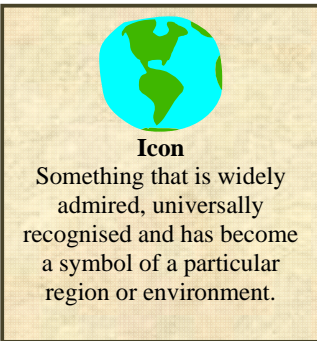 Icon
Something that is widely
admired, universally
recognised and has become
a symbol of a particular
region or environment.